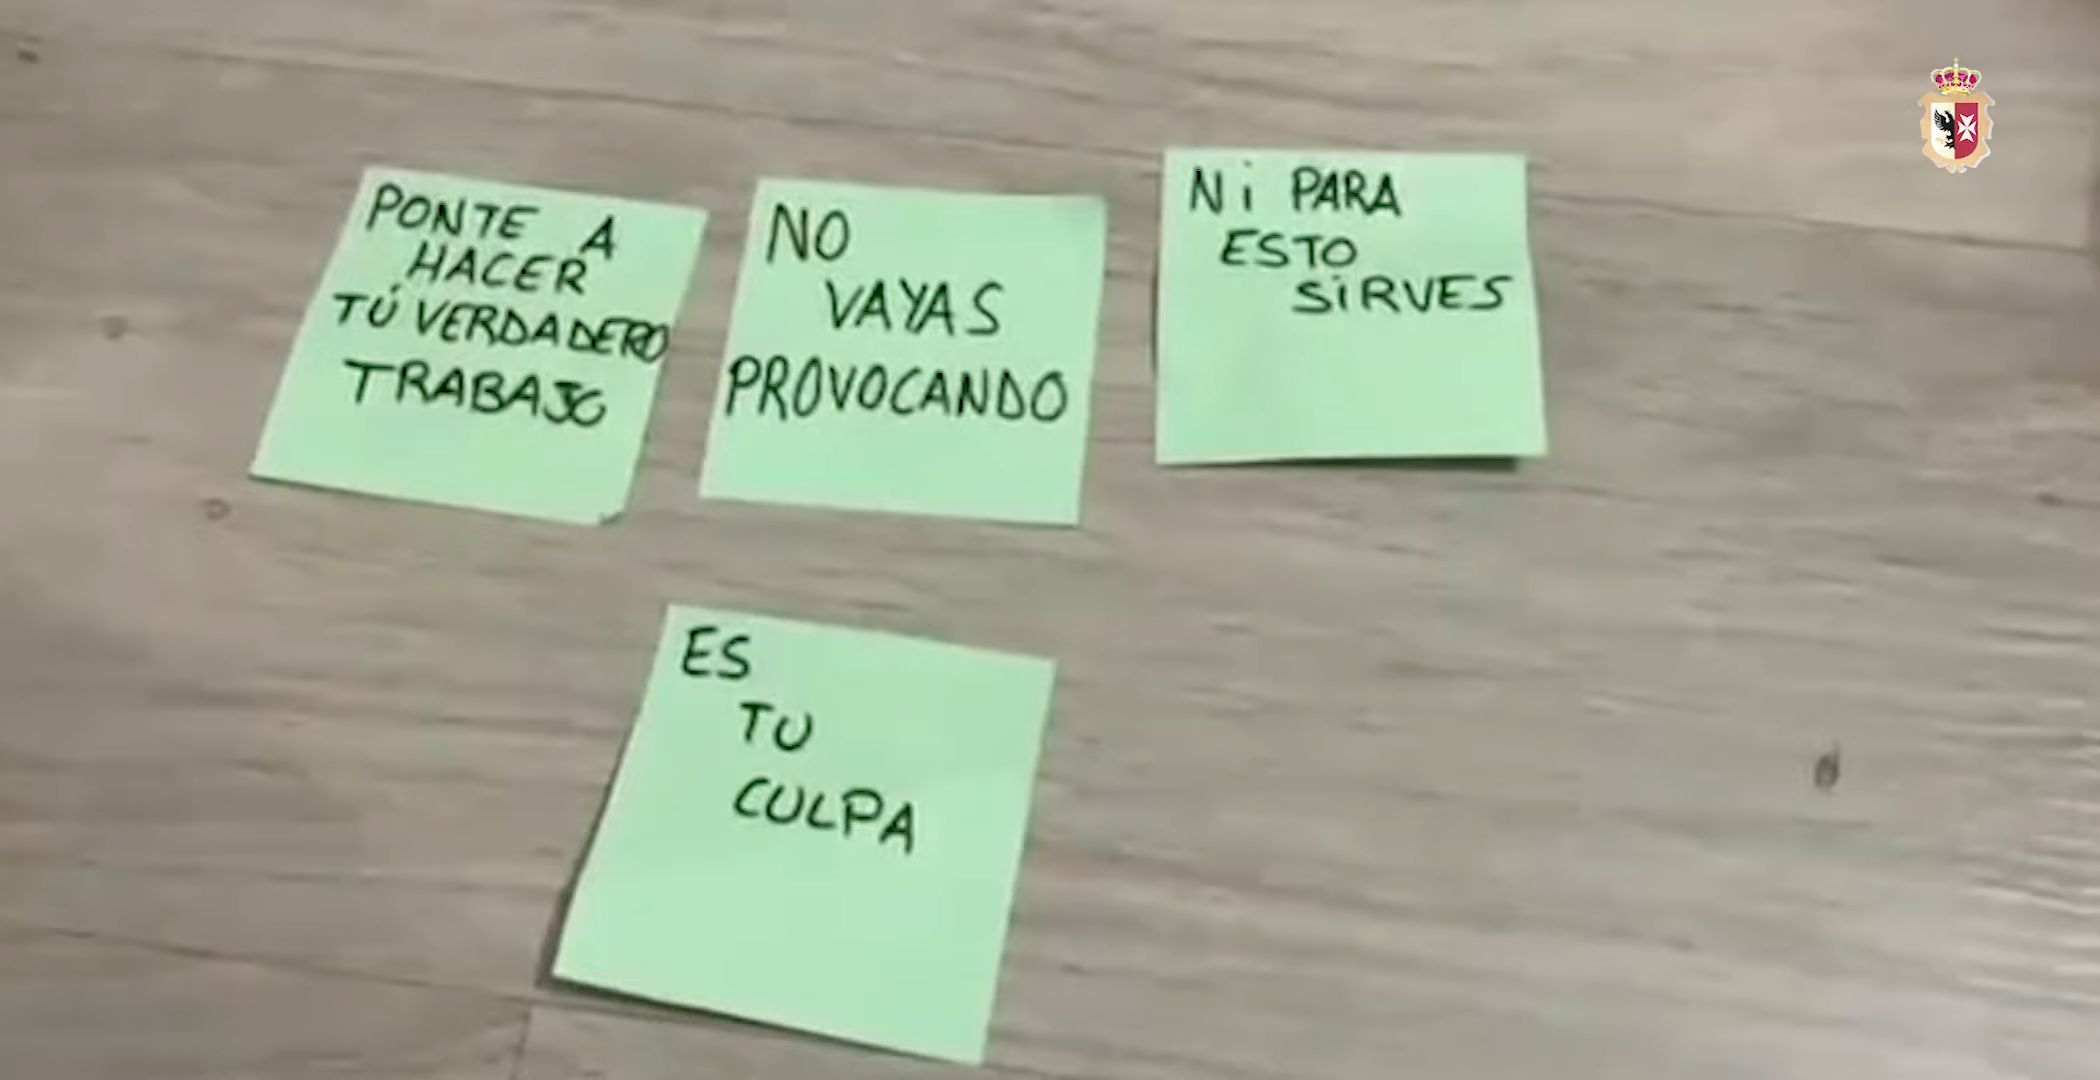 PONTE A
HACER
TÚ VERDADERO
TRABAJO
NO
VAYAS
PROVOCANDO
Ni PARA
ESTO
SiRVES
ES
TU
CULPA